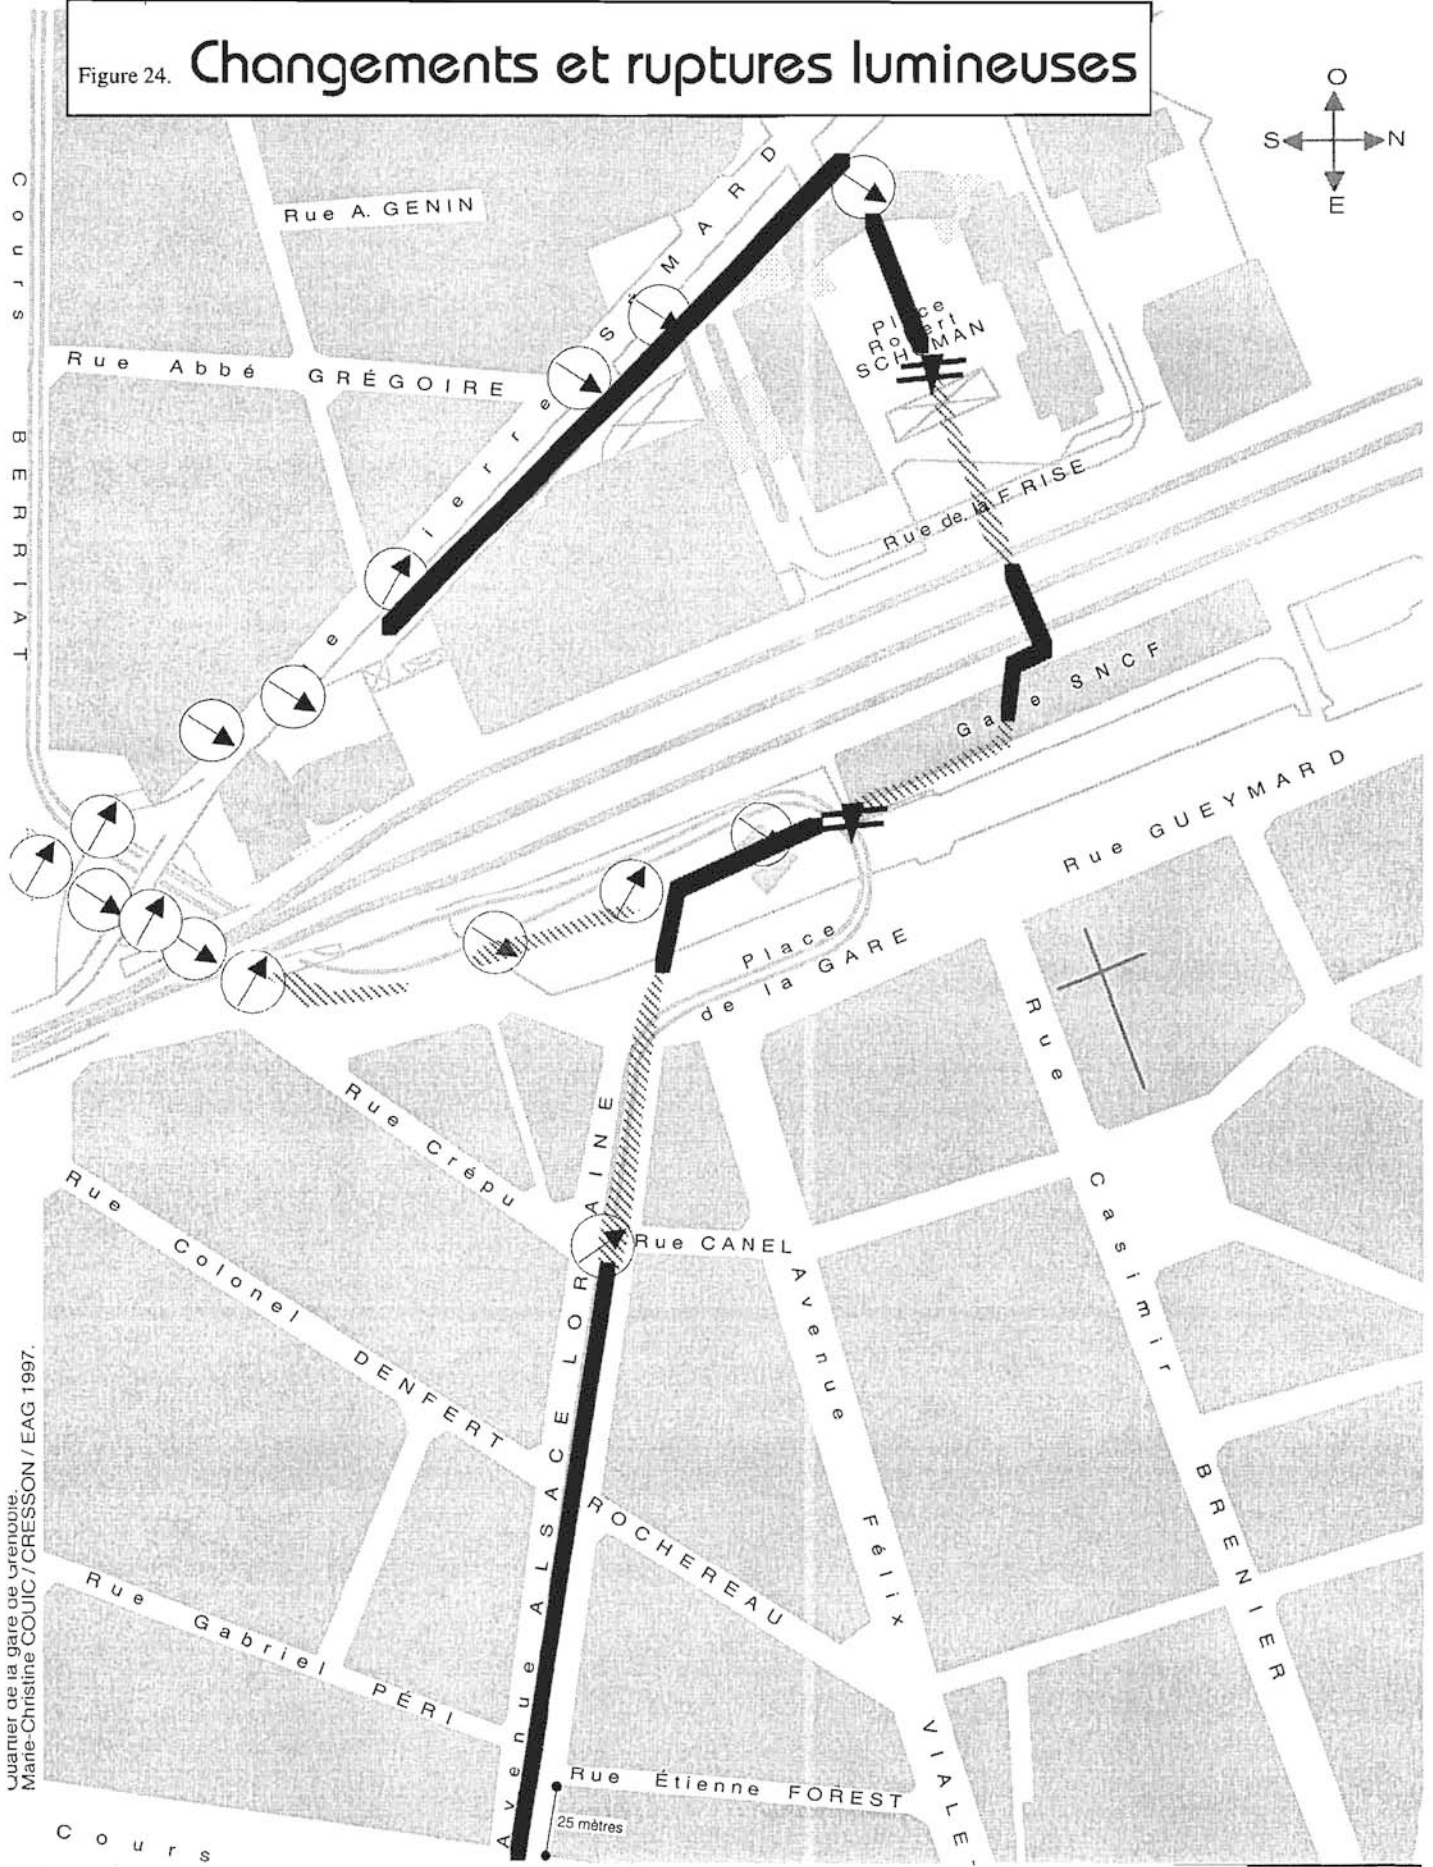 Figure 24. Changements et ruptures lumineuses
O
S N
E
Cours BERRIAT
Rue A. GENIN
Rue Abbé GRÉGOIRE
Pierre SÉMARD
Place
Robert
SCHUMAN
Rue de la FRISE
Gare SNCF
Rue GUEYMARD
Place
de la GARE
Rue Casimir BRENIER
Rue Crépu
Rue CANEL
Rue Colonel DENFERT ROCHEREAU
Avenue ALSACE LORRAINE
Avenue Félix VIALET
Rue Gabriel PÉRI
Rue Étienne FOREST
25 mètres
Cours
Quartier de la gare de Grenoble.
Marie-Christine COUIC / CRESSON / EAG 1997.